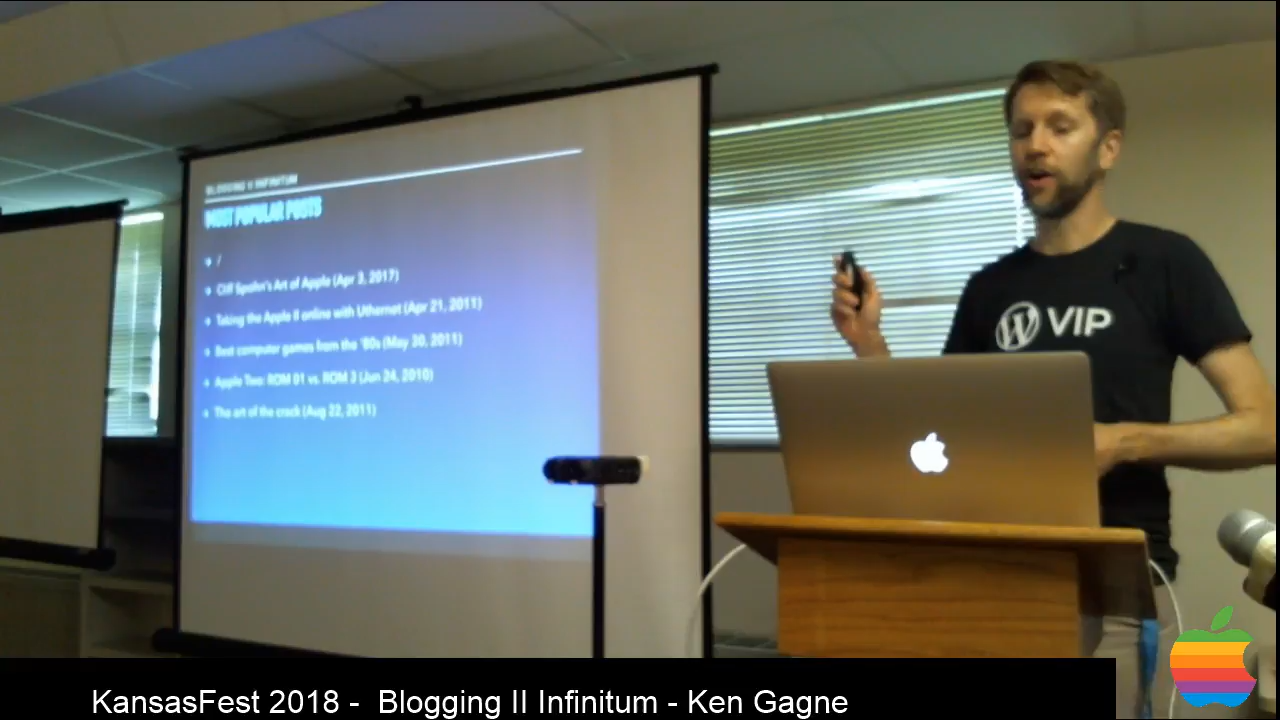 BLOGGING II INFINITUM
MOST POPULAR POSTS
/
Cliff Spohn's Art of Apple (Apr 3, 2017)
Taking the Apple II online with Uthernet (Apr 21, 2011)
Best computer games from the '80s (May 20, 2011)
Apple Two: ROM 01 vs. ROM 3 (Jun 24, 2010)
The art of the crack (Aug 22, 2011)
VIP
KansasFest 2018 - Blogging II Infinitum - Ken Gagne